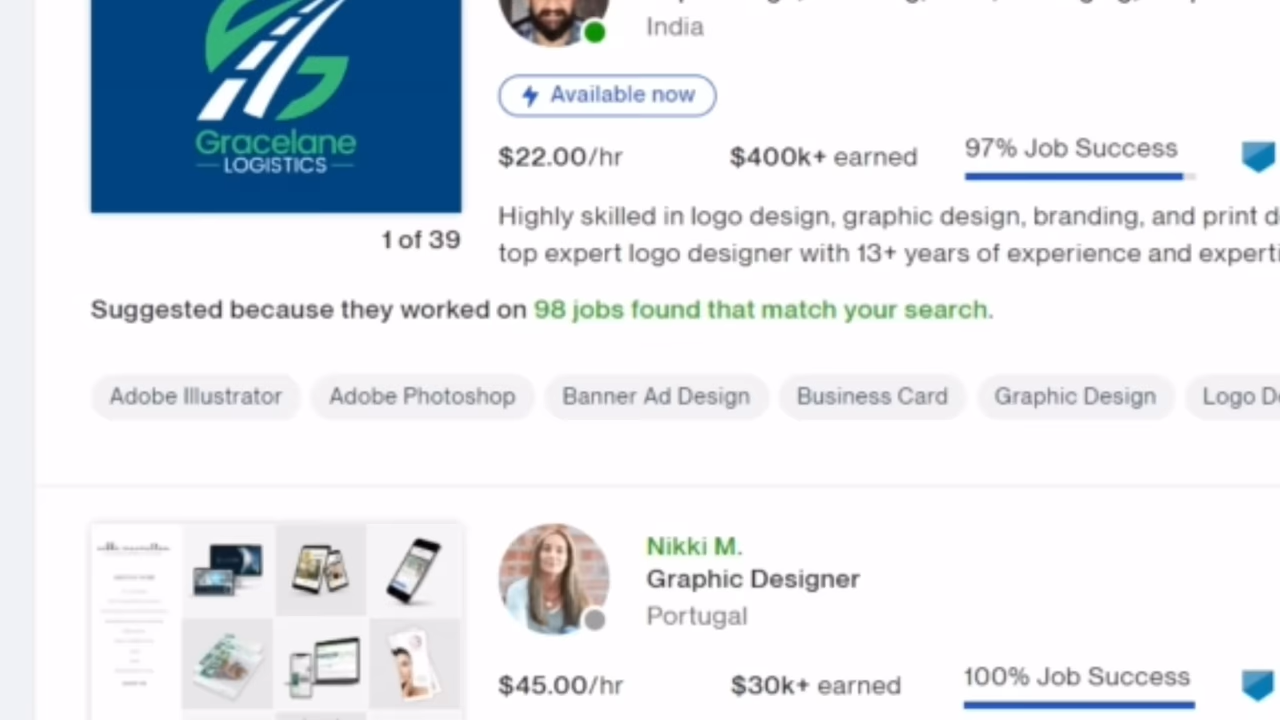 India
Available now
Gracelane
LOGISTICS
$22.00/hr
$400k+ earned
97% Job Success
Highly skilled in logo design, graphic design, branding, and print
1 of 39
top expert logo designer with 13+ years of experience and
Suggested because they worked on 98 jobs found that match your search.
Adobe Illustrator
Adobe Photoshop
Banner Ad Design
Business Card
Graphic Design
Logo
Nikki M.
Graphic Designer
Portugal
$45.00/hr
$30k+ earned
100% Job Success